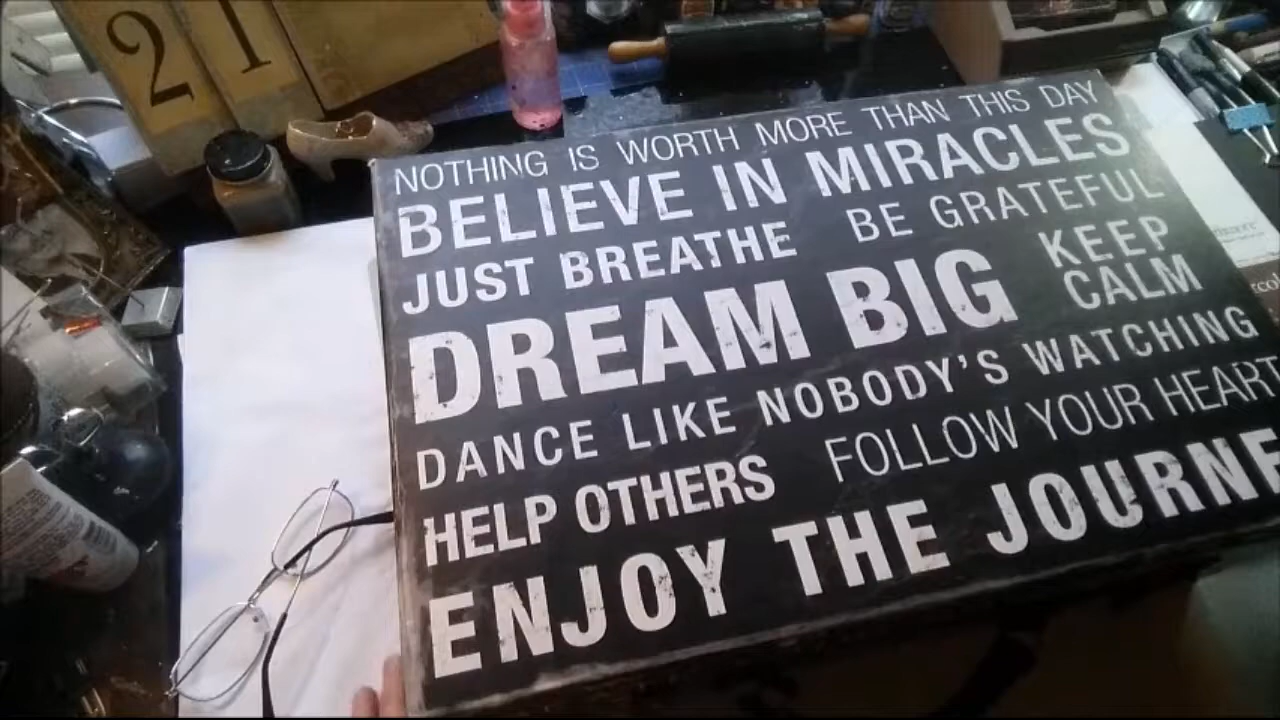 21
NOTHING IS WORTH MORE THAN THIS DAY
BELIEVE IN MIRACLES
JUST BREATHE BE GRATEFUL
DREAM BIG KEEP CALM
DANCE LIKE NOBODY'S WATCHING
HELP OTHERS FOLLOW YOUR HEART
ENJOY THE JOURNE